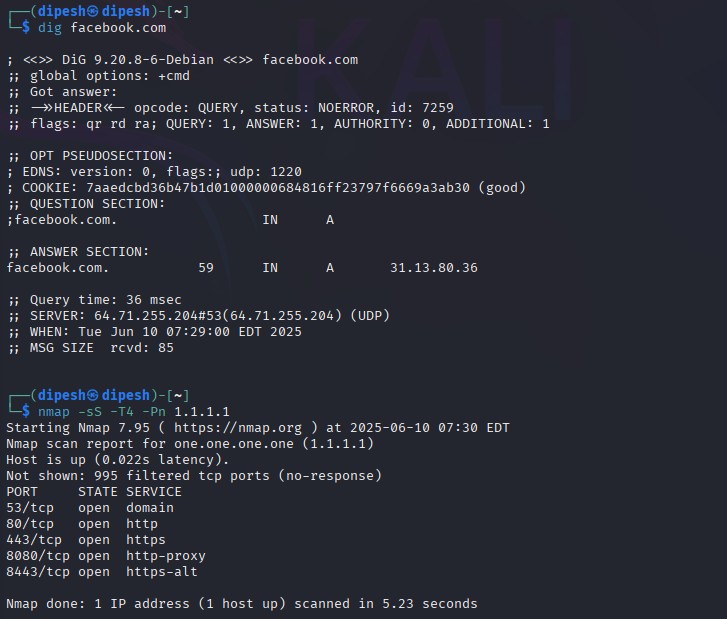 ┌──(dipesh㉿dipesh)-[~]
└─$ dig facebook.com

; <<>> DiG 9.20.8-6-Debian <<>> facebook.com
;; global options: +cmd
;; Got answer:
;; ->>HEADER<<- opcode: QUERY, status: NOERROR, id: 7259
;; flags: qr rd ra; QUERY: 1, ANSWER: 1, AUTHORITY: 0, ADDITIONAL: 1

;; OPT PSEUDOSECTION:
; EDNS: version: 0, flags:; udp: 1220
; COOKIE: 7aaedcbd36b47b1d01000000684816ff23797f6669a3ab30 (good)
;; QUESTION SECTION:
;facebook.com.                  IN      A

;; ANSWER SECTION:
facebook.com.           59      IN      A       31.13.80.36

;; Query time: 36 msec
;; SERVER: 64.71.255.204#53(64.71.255.204) (UDP)
;; WHEN: Tue Jun 10 07:29:00 EDT 2025
;; MSG SIZE  rcvd: 85

┌──(dipesh㉿dipesh)-[~]
└─$ nmap -sS -T4 -Pn 1.1.1.1
Starting Nmap 7.95 ( https://nmap.org ) at 2025-06-10 07:30 EDT
Nmap scan report for one.one.one.one (1.1.1.1)
Host is up (0.022s latency).
Not shown: 995 filtered tcp ports (no-response)
PORT     STATE SERVICE
53/tcp   open  domain
80/tcp   open  http
443/tcp  open  https
8080/tcp open  http-proxy
8443/tcp open  https-alt

Nmap done: 1 IP address (1 host up) scanned in 5.23 seconds
KALI